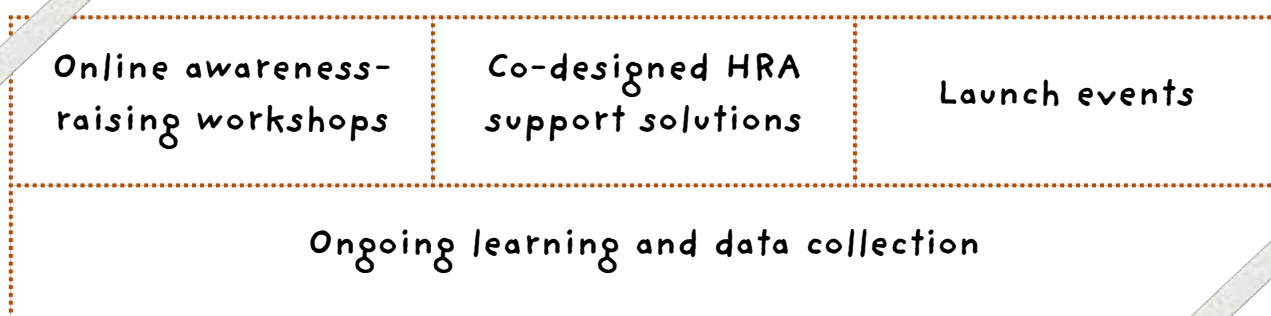 Online awareness-
raising workshops
Co-designed HRA
support solutions
Launch events
Ongoing learning and data collection